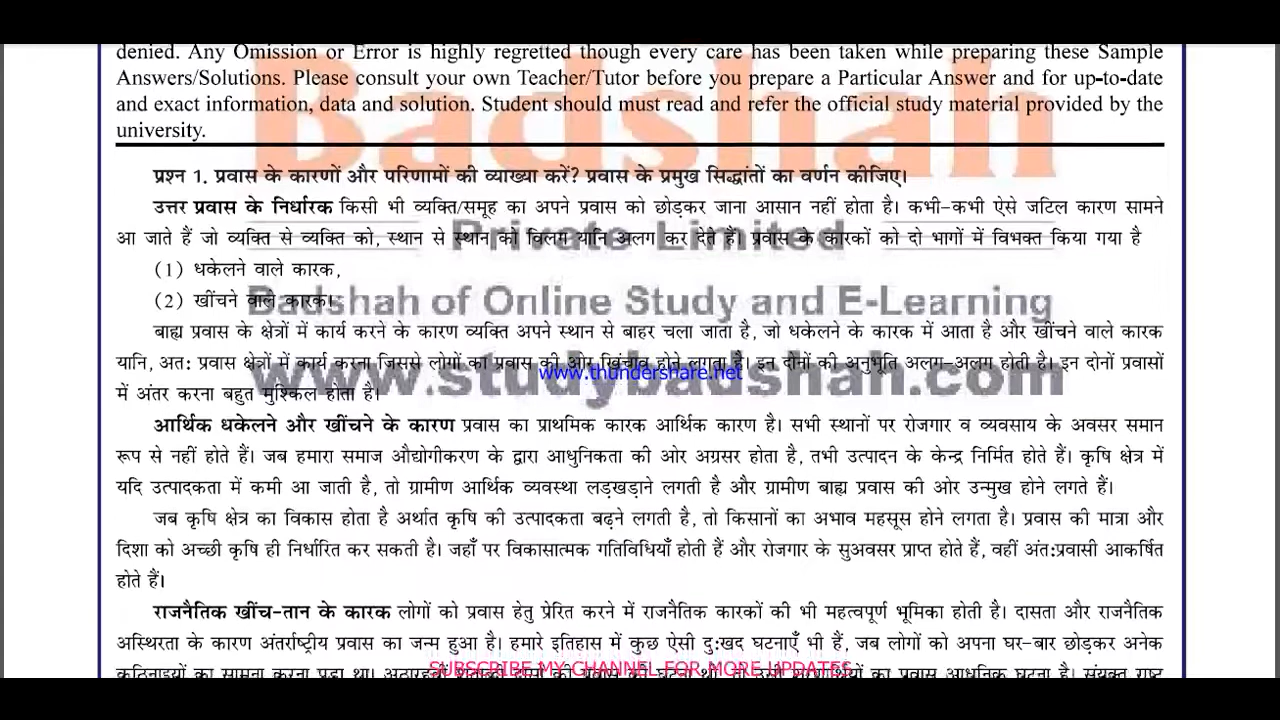 denied. Any Omission or Error is highly regretted though every care has been taken while preparing these Sample
Answers/Solutions. Please consult your own Teacher/Tutor before you prepare a Particular Answer and for up-to-date
and exact information, data and solution. Student should must read and refer the official study material provided by the
university.
Badshah
प्रश्न 1. प्रवास के कारणों और परिणामों की व्याख्या करें? प्रवास के प्रमुख सिद्धांतों का वर्णन कीजिए।
उत्तर प्रवास के निर्धारक किसी भी व्यक्ति/समूह का अपने प्रवास को छोड़कर जाना आसान नहीं होता है। कभी-कभी ऐसे जटिल कारण सामने
आ जाते हैं जो व्यक्ति से व्यक्ति को, स्थान से स्थान को विलग यानि अलग कर देते हैं। प्रवास के कारकों को दो भागों में विभक्त किया गया है
Private Limited
(1) धकेलने वाले कारक,
(2) खींचने वाले कारक।
Badshah of Online Study and E-Learning
बाह्य प्रवास के क्षेत्रों में कार्य करने के कारण व्यक्ति अपने स्थान से बाहर चला जाता है, जो धकेलने के कारक में आता है और खींचने वाले कारक
यानि, अत: प्रवास क्षेत्रों में कार्य करना जिससे लोगों का प्रवास की ओर खिंचाव होने लगता है। इन दोनों की अनुभूति अलग-अलग होती है। इन दोनों प्रवासों
www.thundershare.net
www.studybadshah.com
में अंतर करना बहुत मुश्किल होता है।
आर्थिक धकेलने और खींचने के कारण प्रवास का प्राथमिक कारक आर्थिक कारण है। सभी स्थानों पर रोजगार व व्यवसाय के अवसर समान
रूप से नहीं होते हैं। जब हमारा समाज औद्योगीकरण के द्वारा आधुनिकता की ओर अग्रसर होता है, तभी उत्पादन के केन्द्र निर्मित होते हैं। कृषि क्षेत्र में
यदि उत्पादकता में कमी आ जाती है, तो ग्रामीण आर्थिक व्यवस्था लड़खड़ाने लगती है और ग्रामीण बाह्य प्रवास की ओर उन्मुख होने लगते हैं।
जब कृषि क्षेत्र का विकास होता है अर्थात कृषि की उत्पादकता बढ़ने लगती है, तो किसानों का अभाव महसूस होने लगता है। प्रवास की मात्रा और
दिशा को अच्छी कृषि ही निर्धारित कर सकती है। जहाँ पर विकासात्मक गतिविधियाँ होती हैं और रोजगार के सुअवसर प्राप्त होते हैं, वहीं अंत:प्रवासी आकर्षित
होते हैं।
राजनैतिक खींच-तान के कारक लोगों को प्रवास हेतु प्रेरित करने में राजनैतिक कारकों की भी महत्वपूर्ण भूमिका होती है। दासता और राजनैतिक
अस्थिरता के कारण अंतर्राष्ट्रीय प्रवास का जन्म हुआ है। हमारे इतिहास में कुछ ऐसी दु:खद घटनाएँ भी हैं, जब लोगों को अपना घर-बार छोड़कर अनेक
कठिनाइयों का सामना करना पड़ा था।
SUBSCRIBE MY CHANNEL FOR MORE UPDATES